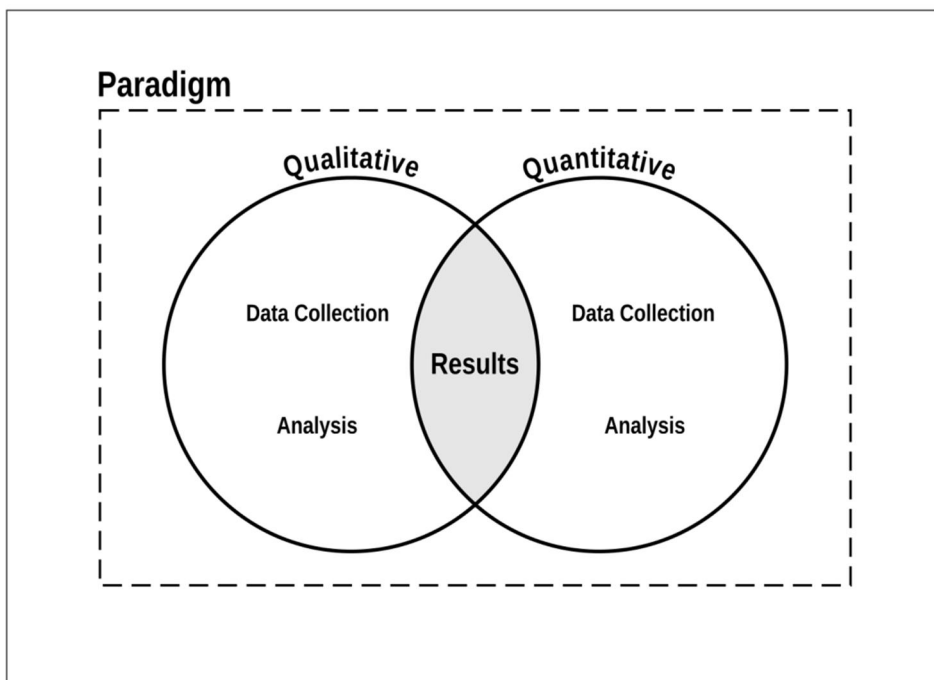 Paradigm
Qualitative
Quantitative
Data Collection
Data Collection
Results
Analysis
Analysis